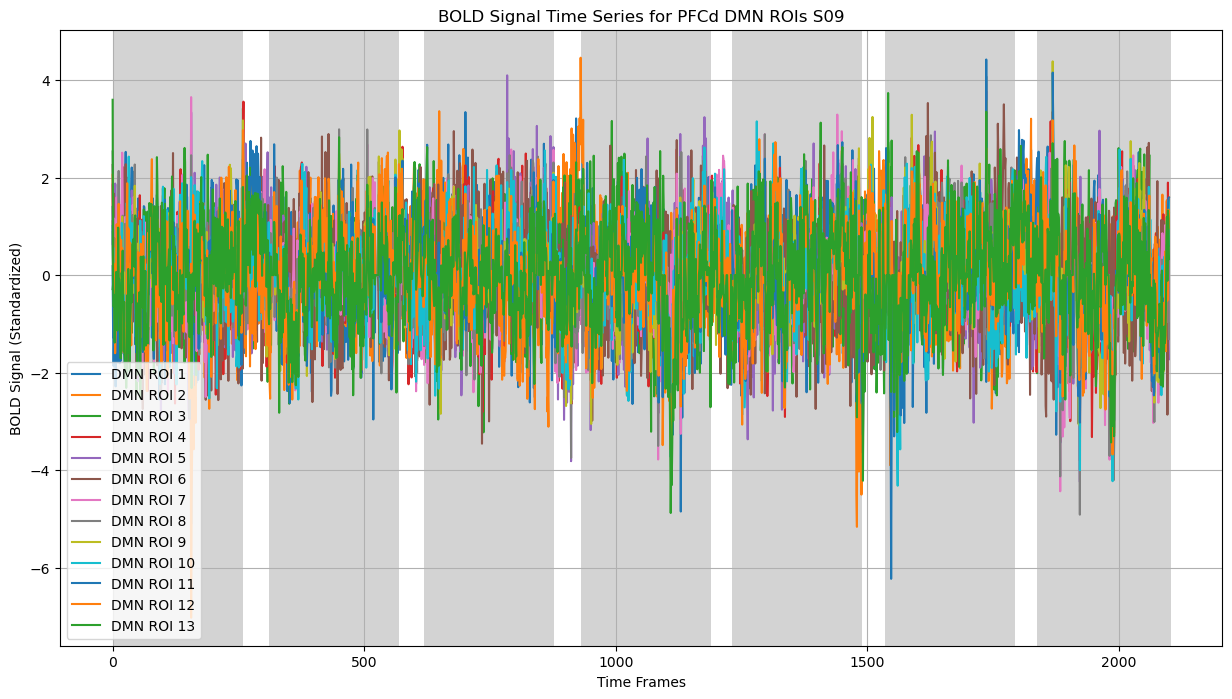 BOLD Signal Time Series for PFCd DMN ROIs S09
BOLD Signal (Standardized)
4
2
0
−2
−4
−6
DMN ROI 1
DMN ROI 2
DMN ROI 3
DMN ROI 4
DMN ROI 5
DMN ROI 6
DMN ROI 7
DMN ROI 8
DMN ROI 9
DMN ROI 10
DMN ROI 11
DMN ROI 12
DMN ROI 13
0
500
1000
1500
2000
Time Frames